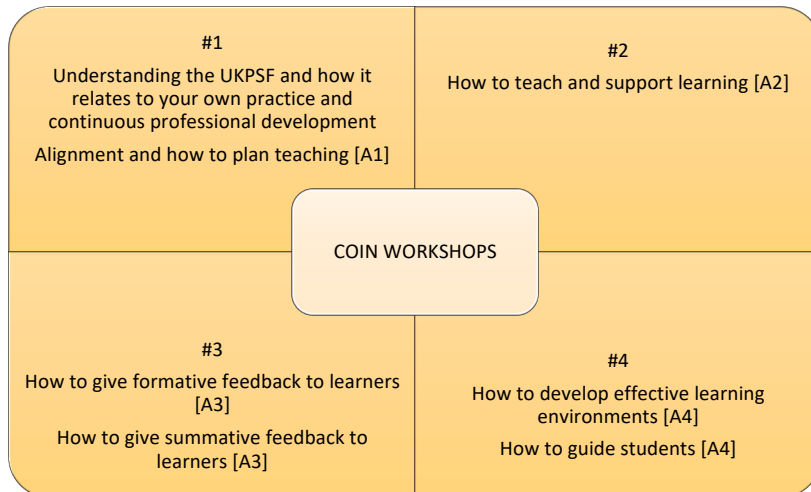 #1
Understanding the UKPSF and how it
relates to your own practice and
continuous professional development
Alignment and how to plan teaching [A1]
#2
How to teach and support learning [A2]
COIN WORKSHOPS
#3
How to give formative feedback to learners
[A3]
How to give summative feedback to
learners [A3]
#4
How to develop effective learning
environments [A4]
How to guide students [A4]